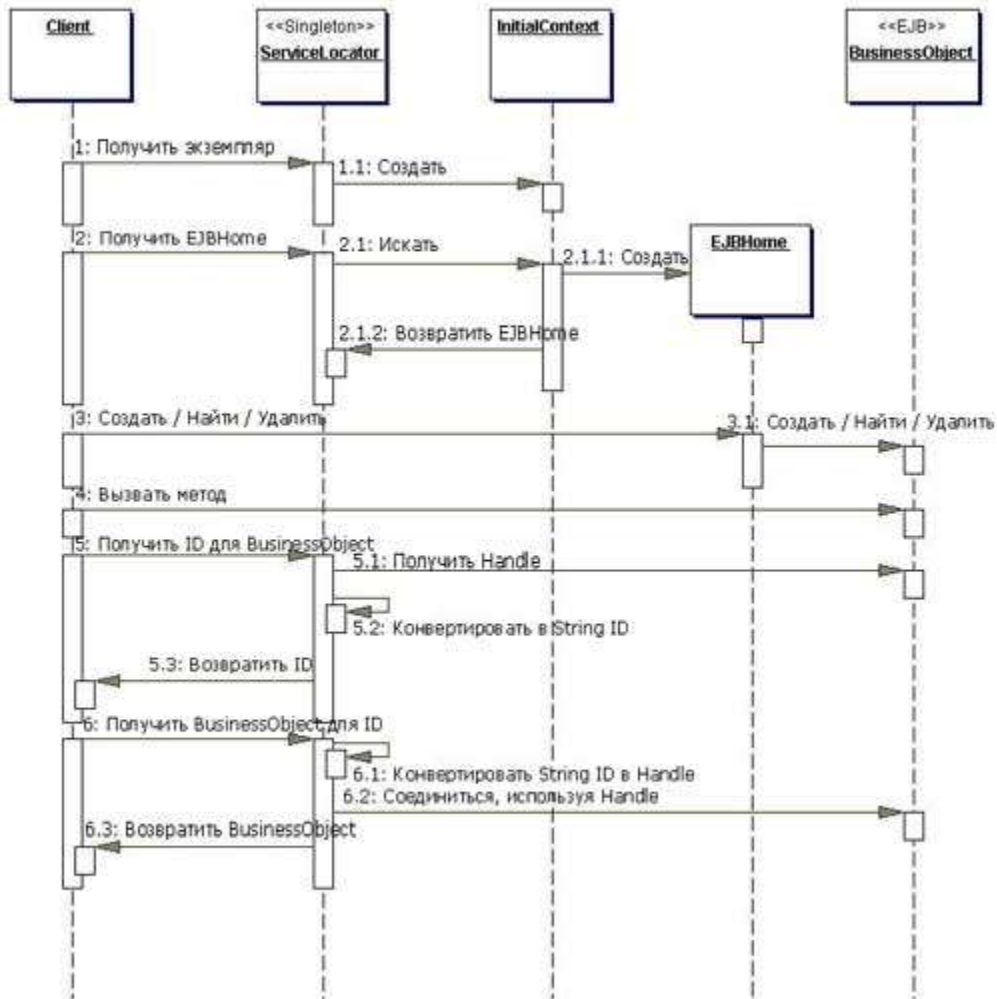 Client
<<Singleton>>
ServiceLocator
InitialContext
<<EJB>>
BusinessObject
1: Получить экземпляр
1.1: Создать
2: Получить EJBHome
2.1: Искать
2.1.1: Создать
EJBHome
2.1.2: Возвратить EJBHome
3: Создать / Найти / Удалить
3.1: Создать / Найти / Удалить
4: Вызвать метод
5: Получить ID для BusinessObject
5.1: Получить Handle
5.2: Конвертировать в String ID
5.3: Возвратить ID
6: Получить BusinessObject для ID
6.1: Конвертировать String ID в Handle
6.2: Соединиться, используя Handle
6.3: Возвратить BusinessObject